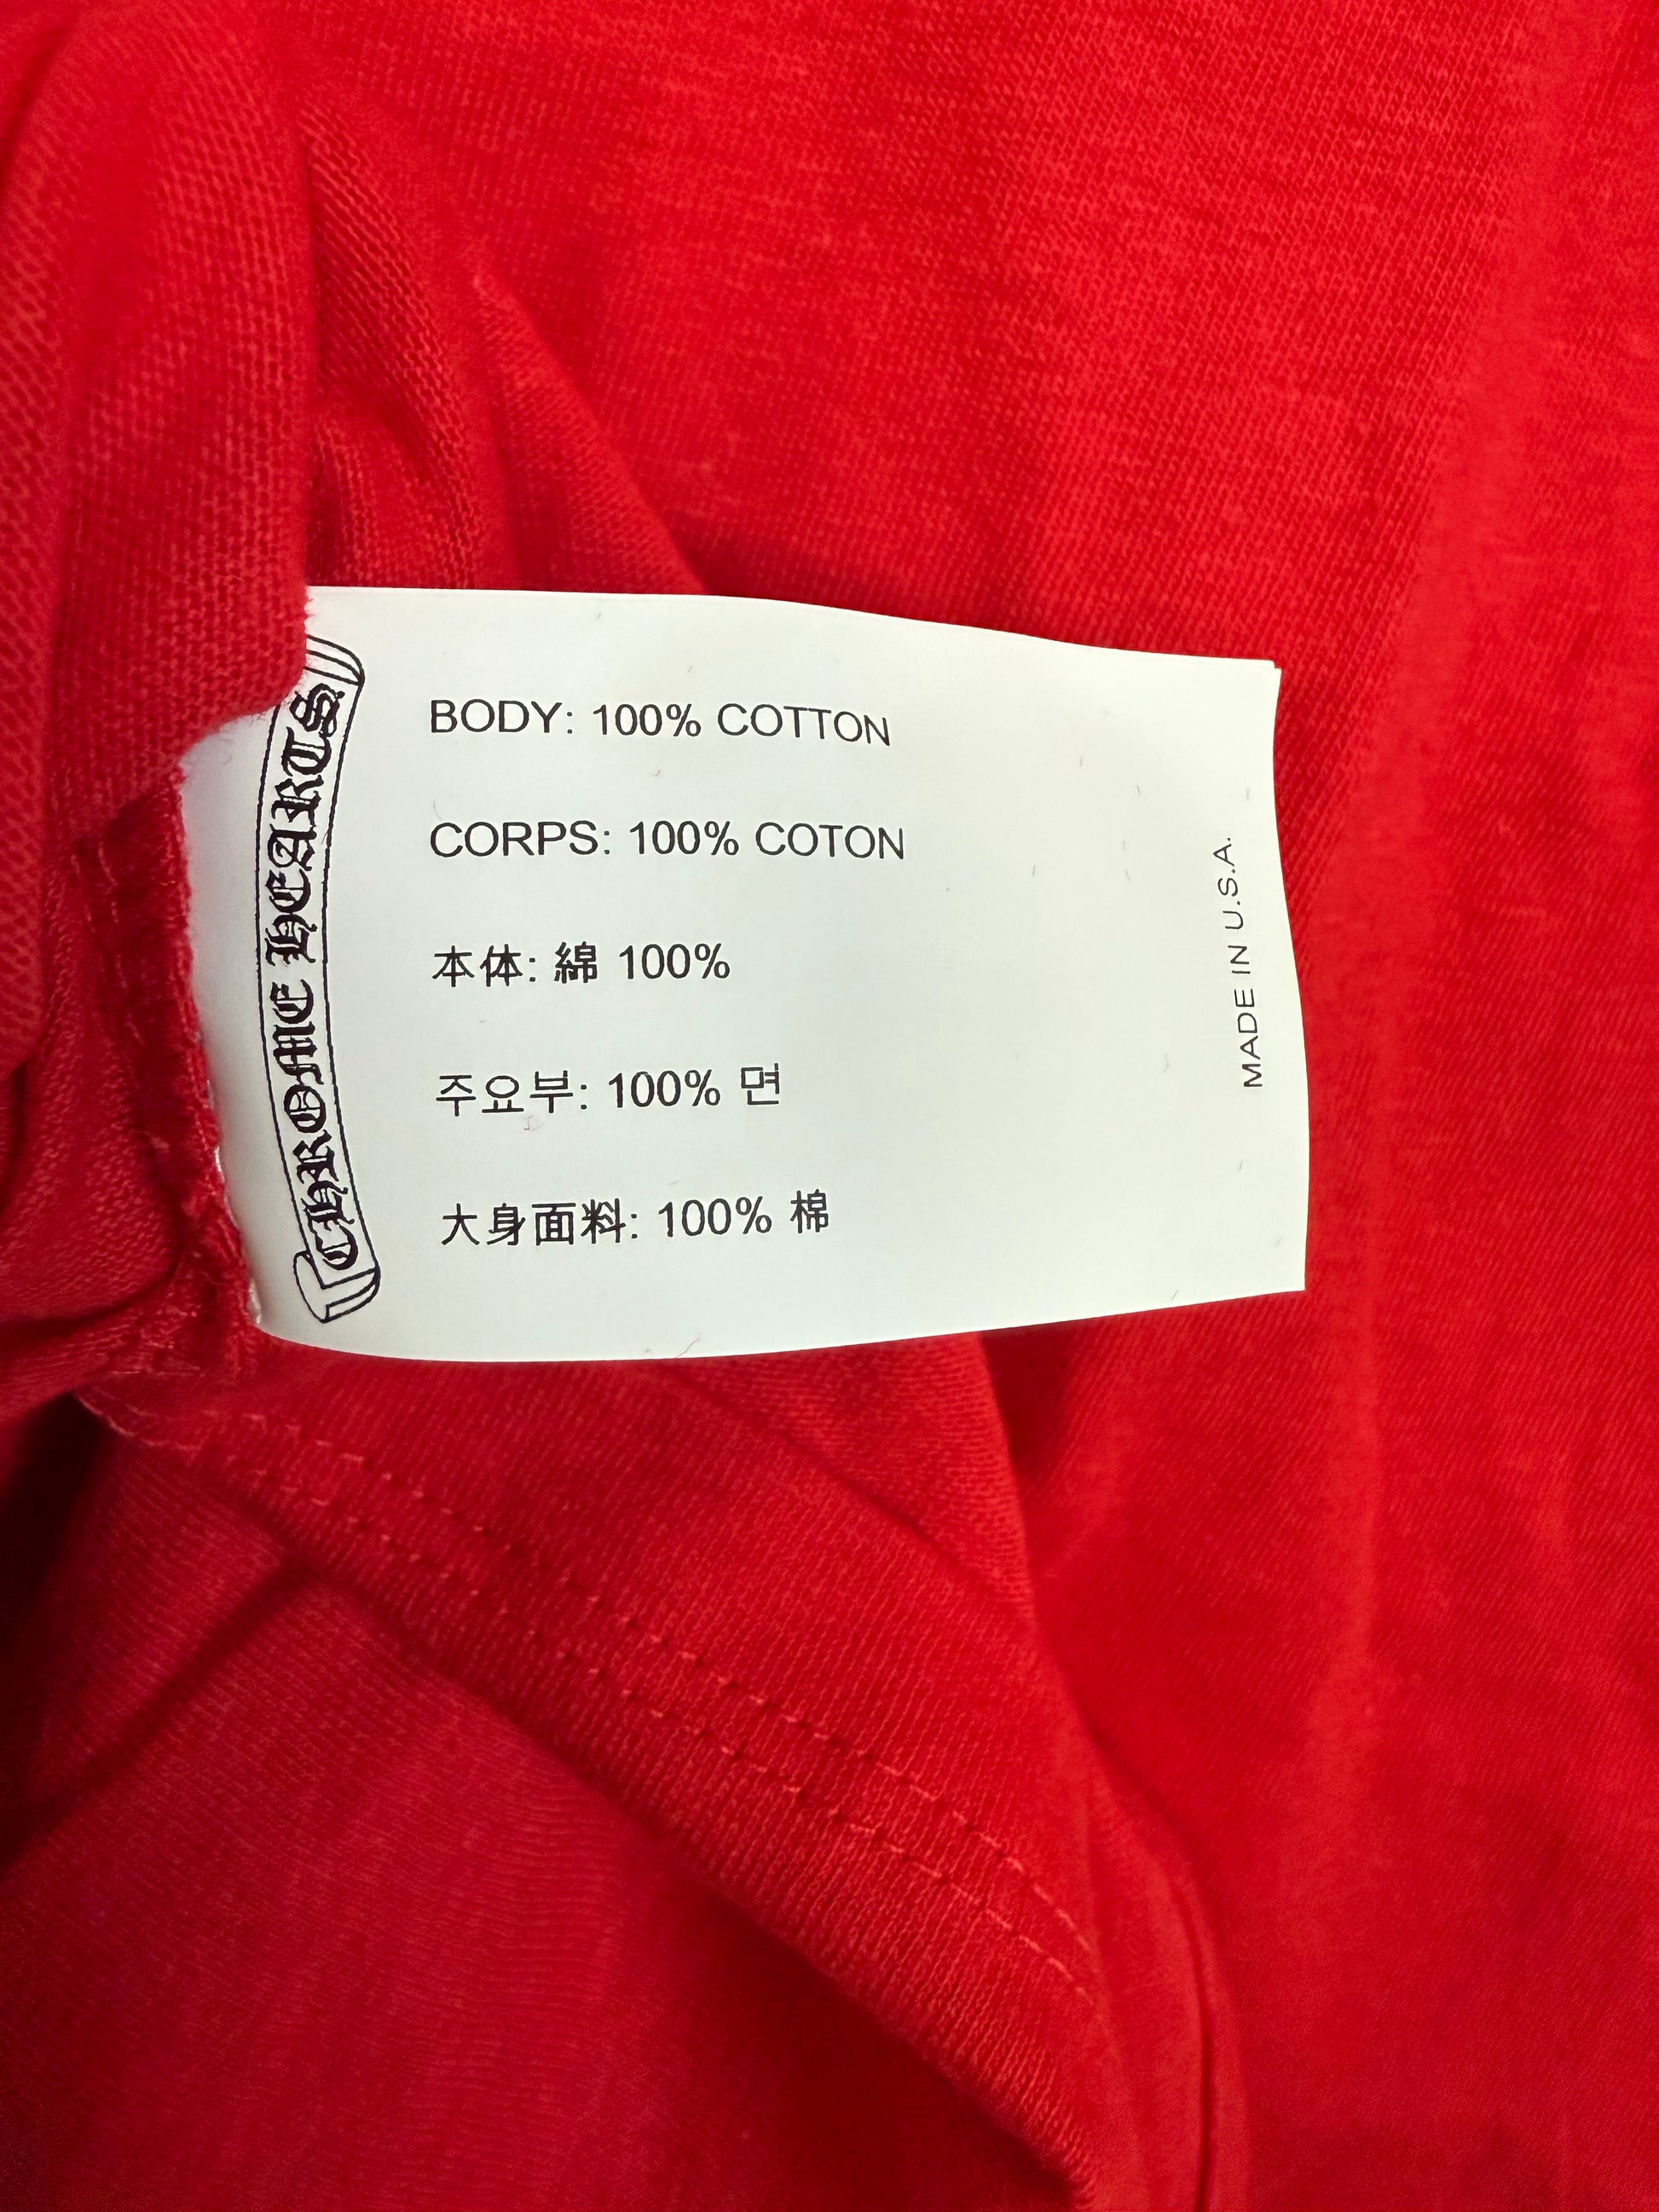 CHROME HEARTS
BODY: 100% COTTON
CORPS: 100% COTON
本体: 綿 100%
주요부: 100% 면
大身面料: 100% 棉
MADE IN U.S.A.